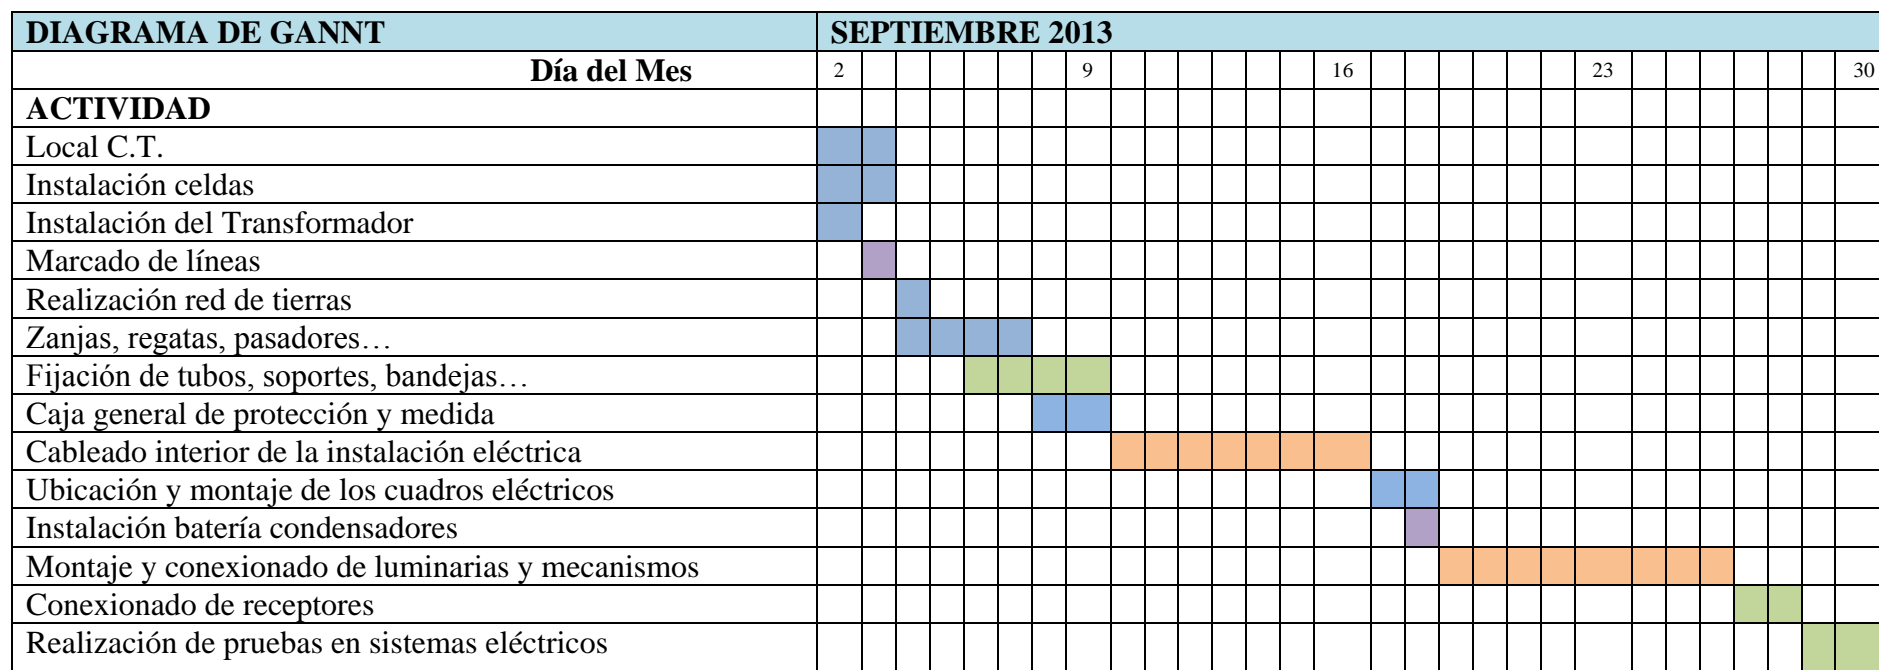 DIAGRAMA DE GANNT SEPTIEMBRE 2013
Día del Mes 2 9 16 23 30
ACTIVIDAD
Local C.T.
Instalación celdas
Instalación del Transformador
Marcado de líneas
Realización red de tierras
Zanjas, regatas, pasadores…
Fijación de tubos, soportes, bandejas…
Caja general de protección y medida
Cableado interior de la instalación eléctrica
Ubicación y montaje de los cuadros eléctricos
Instalación batería condensadores
Montaje y conexionado de luminarias y mecanismos
Conexionado de receptores
Realización de pruebas en sistemas eléctricos